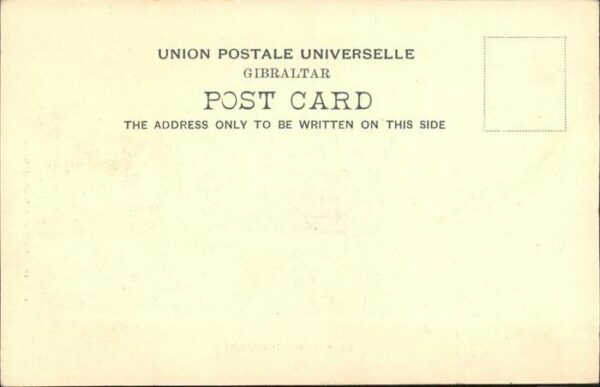 UNION POSTALE UNIVERSELLE
GIBRALTAR
POST CARD
THE ADDRESS ONLY TO BE WRITTEN ON THIS SIDE